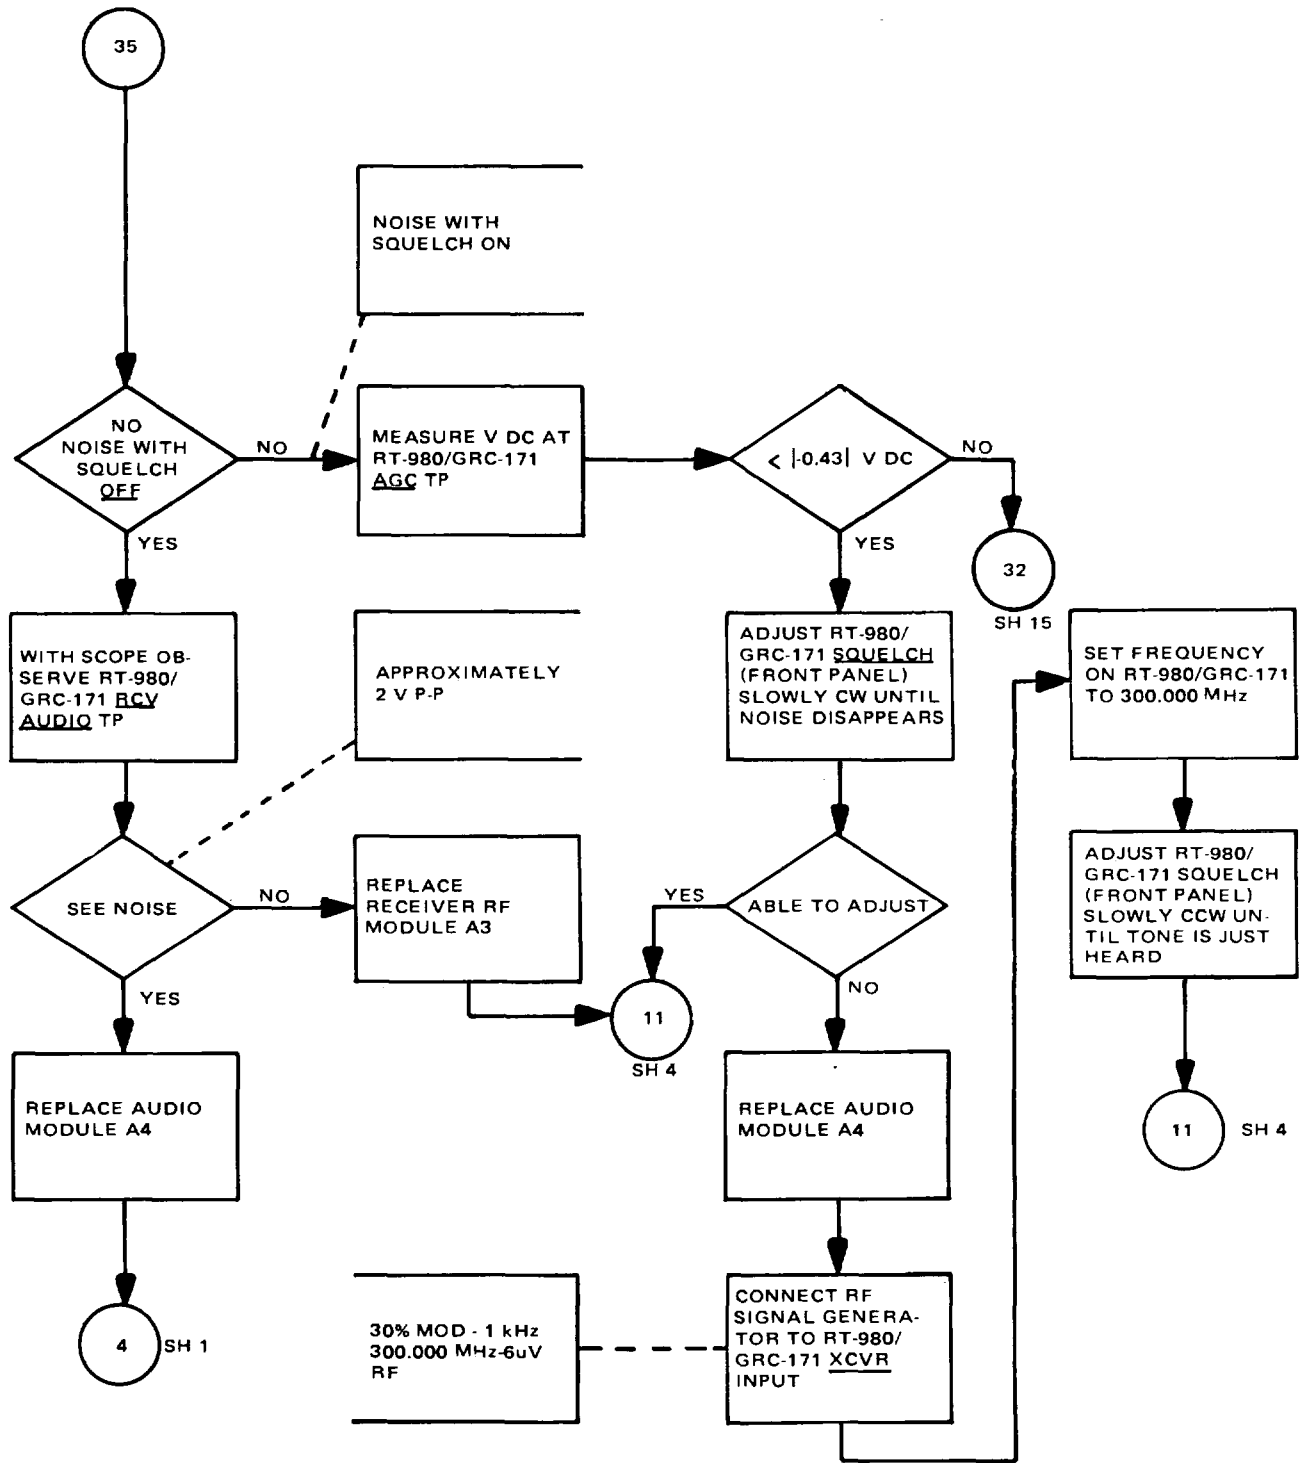 35
NOISE WITH
SQUELCH ON
NO
NOISE WITH
SQUELCH
OFF
NO
YES
MEASURE V DC AT
RT-980/GRC-171
AGC TP
< |-0.43| V DC
NO
YES
32
SH 15
WITH SCOPE OB-
SERVE RT-980/
GRC-171 RCV
AUDIO TP
APPROXIMATELY
2 V P-P
ADJUST RT-980/
GRC-171 SQUELCH
(FRONT PANEL)
SLOWLY CW UNTIL
NOISE DISAPPEARS
SET FREQUENCY
ON RT-980/GRC-171
TO 300.000 MHz
SEE NOISE
NO
YES
REPLACE
RECEIVER RF
MODULE A3
YES
ABLE TO ADJUST
NO
11
SH 4
ADJUST RT-980/
GRC-171 SQUELCH
(FRONT PANEL)
SLOWLY CCW UN-
TIL TONE IS JUST
HEARD
11
SH 4
REPLACE AUDIO
MODULE A4
REPLACE AUDIO
MODULE A4
4
SH 1
30% MOD - 1 kHz
300.000 MHz-6uV
RF
CONNECT RF
SIGNAL GENERA-
TOR TO RT-980/
GRC-171 XCVR
INPUT